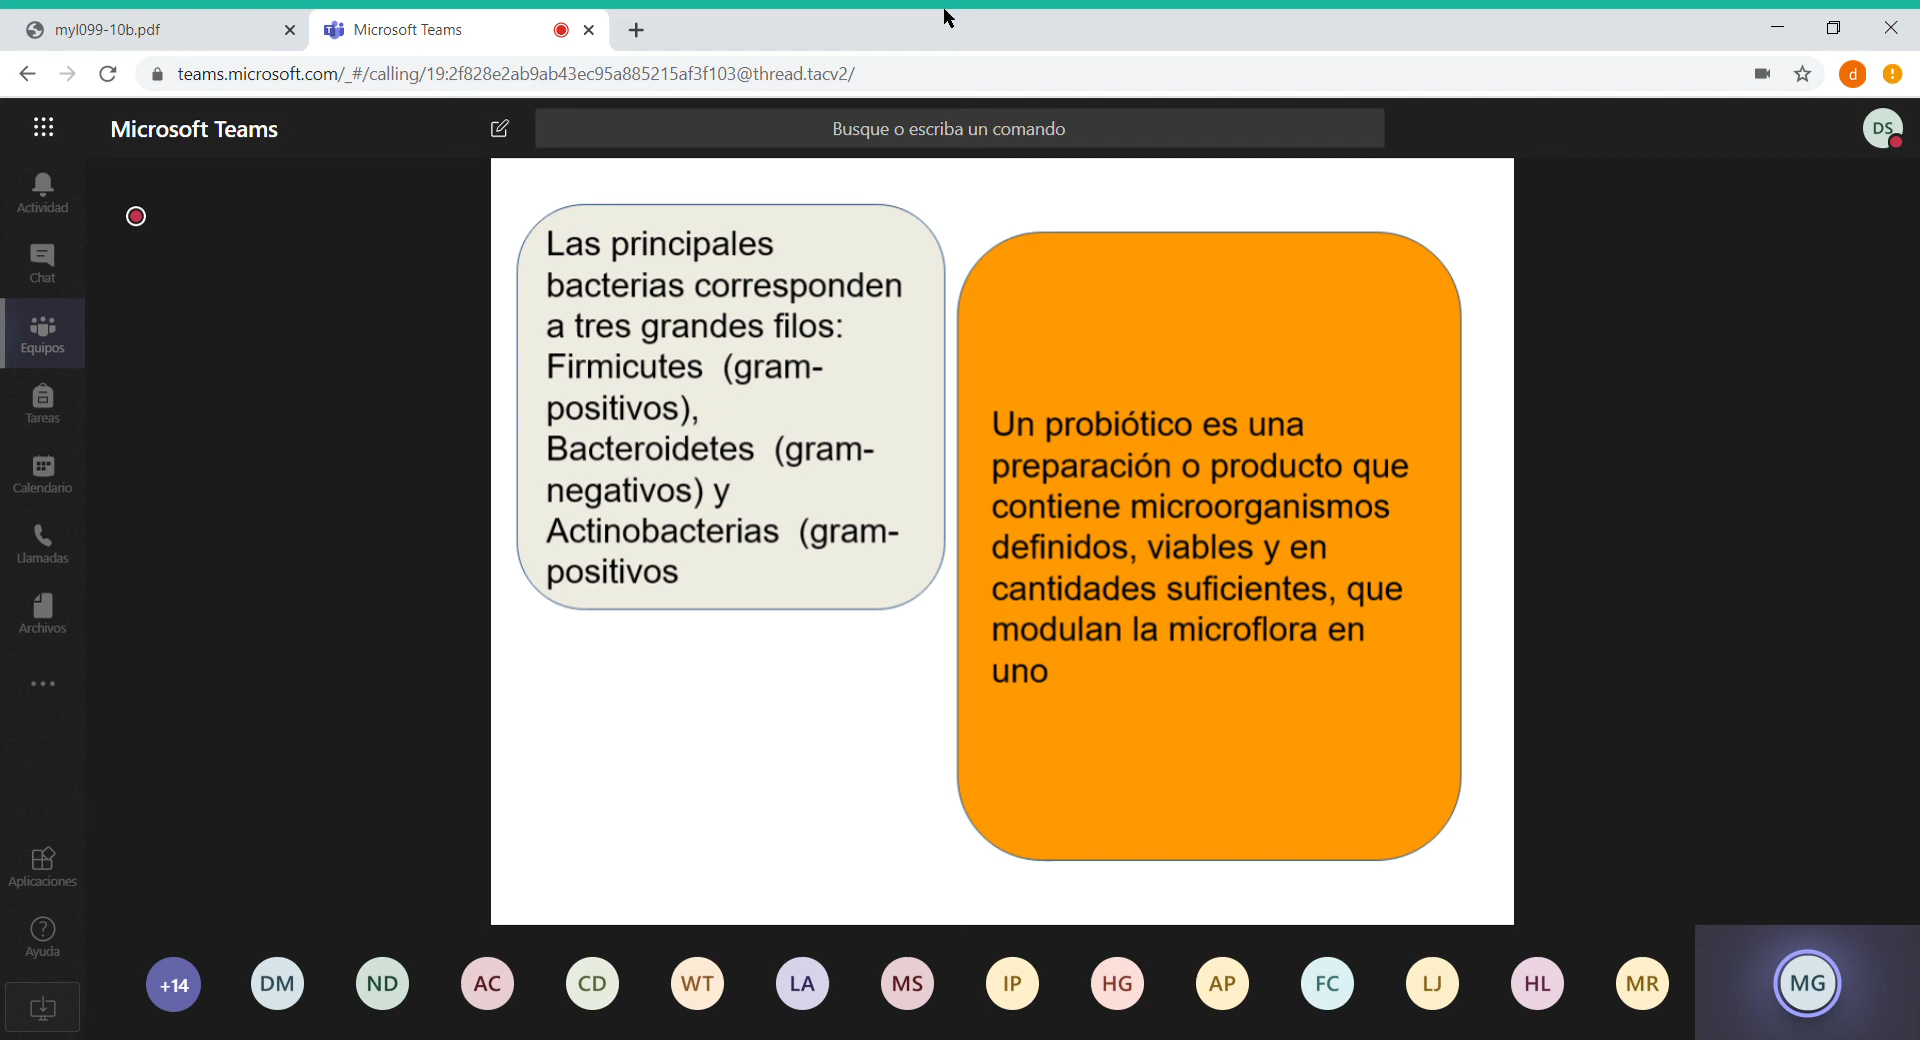 myl099-10b.pdf
Microsoft Teams
teams.microsoft.com/_#/calling/19:2f828e2ab9ab43ec95a885215af3f103@thread.tacv2/
d
Microsoft Teams
Busque o escriba un comando
DS
Actividad
Chat
Equipos
Tareas
Calendario
Llamadas
Archivos
Aplicaciones
Ayuda
Las principales
bacterias corresponden
a tres grandes filos:
Firmicutes (gram-
positivos),
Bacteroidetes (gram-
negativos) y
Actinobacterias (gram-
positivos
Un probiótico es una
preparación o producto que
contiene microorganismos
definidos, viables y en
cantidades suficientes, que
modulan la microflora en
uno
+14
DM
ND
AC
CD
WT
LA
MS
IP
HG
AP
FC
LJ
HL
MR
MG